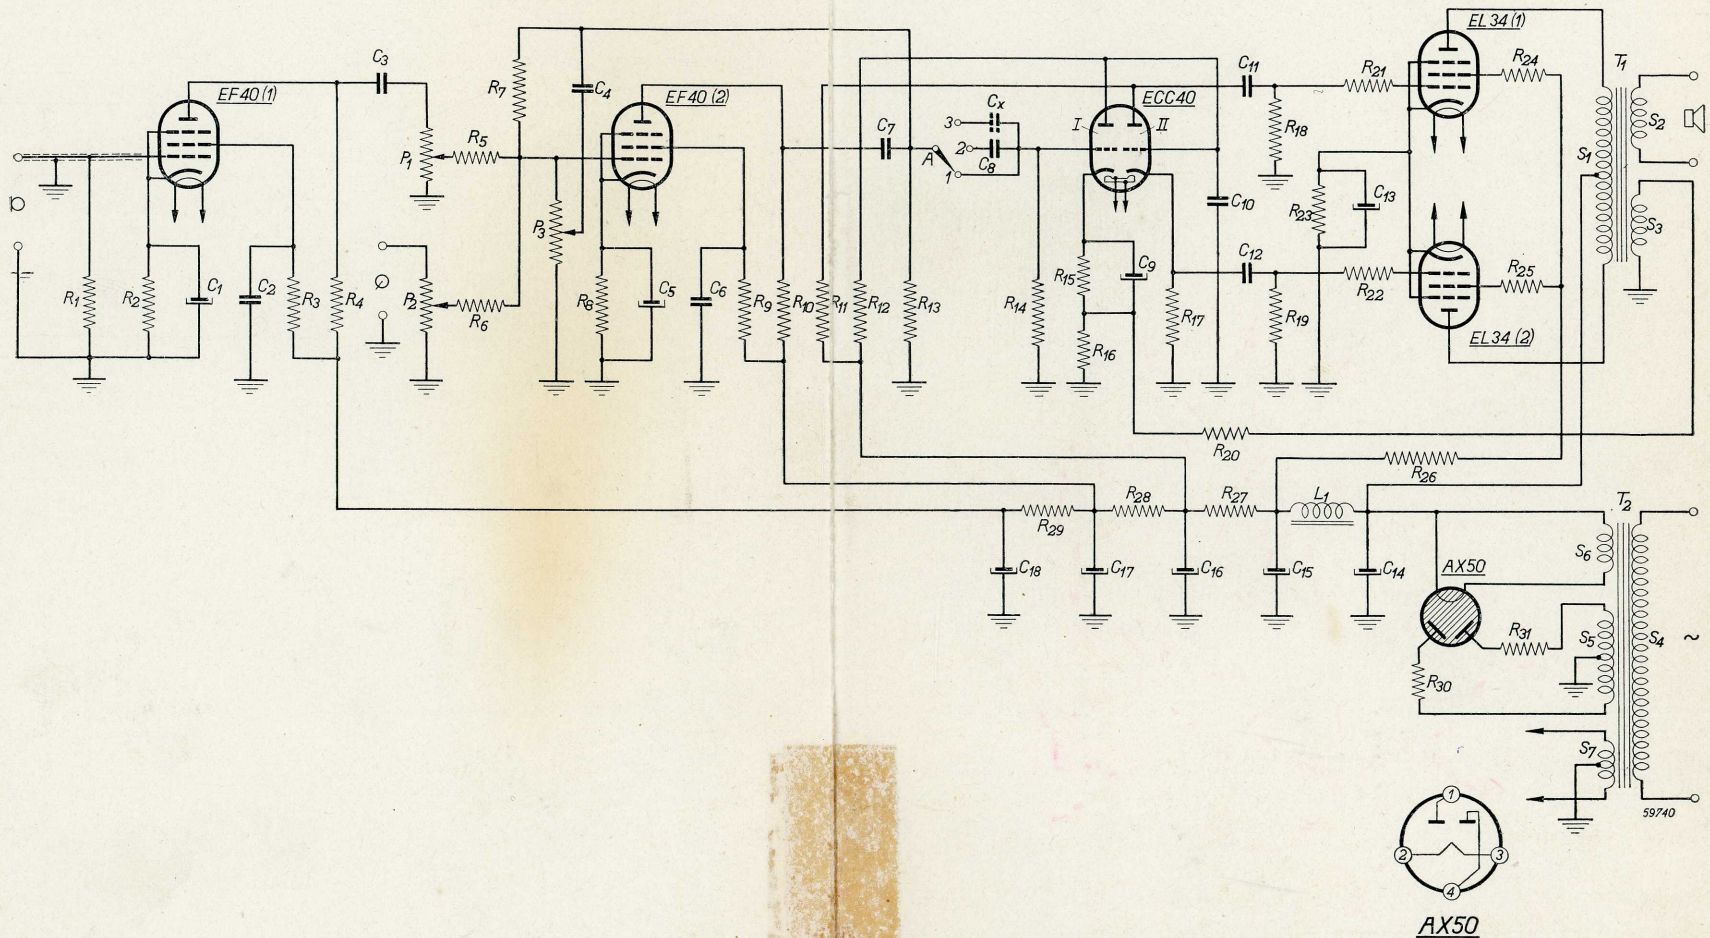 EL34(1)
R24
T1
C3
C11
R21
EF40(1)
R7
C4
EF40(2)
Cx
ECC40
3
I
II
R18
S2
P1
R5
C7
A
2
C8
1
S1
P3
C10
R23
C13
S3
C12
R1
R2
C1
C2
R3
R4
P2
R6
R8
C5
C6
R9
R10
R11
R12
R13
R14
R15
C9
R16
R17
R19
R22
R25
EL34(2)
R20
R26
R28
R27
L1
R29
T2
C18
C17
C16
C15
C14
AX50
S6
R31
S5
S4
~
R30
S7
59740
1
2
3
4
AX50